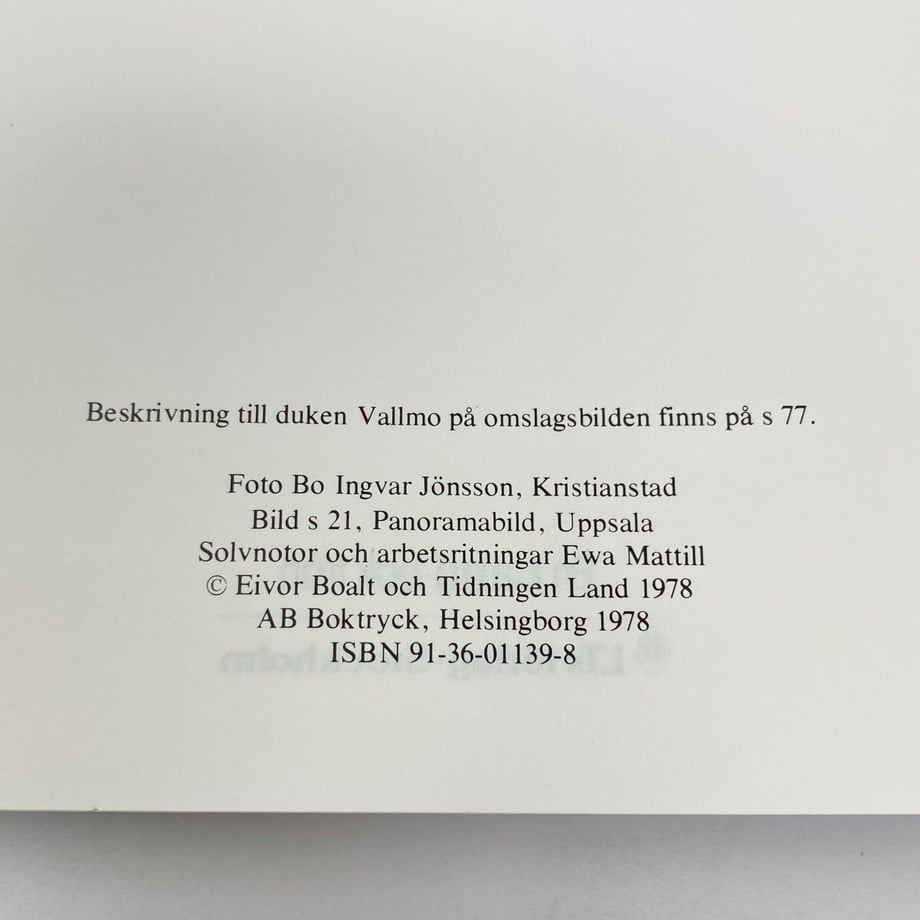 Beskrivning till duken Vallmo på omslagsbilden finns på s 77.
Foto Bo Ingvar Jönsson, Kristianstad
Bild s 21, Panoramabild, Uppsala
Solvnotor och arbetsritningar Ewa Mattill
© Eivor Boalt och Tidningen Land 1978
AB Boktryck, Helsingborg 1978
ISBN 91-36-01139-8